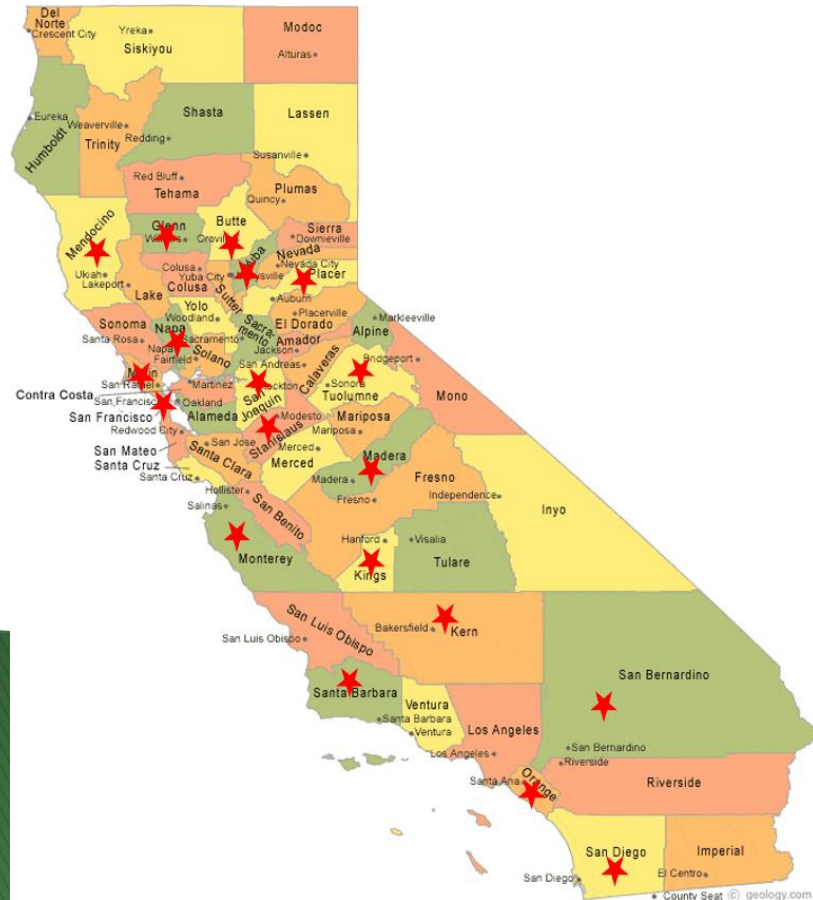 Del
Norte
Crescent City
Yreka
Siskiyou
Modoc
Alturas
Eureka
Humboldt
Weaverville
Trinity
Shasta
Redding
Lassen
Susanville
Red Bluff
Tehama
Plumas
Quincy
Mendocino
Ukiah
Lakeport
Glenn
Butte
Sierra
Downieville
Nevada
Nevada City
Placer
Auburn
Colusa
Colusa
Yuba City
Lake
Sutter
Yolo
Woodland
Placerville
El Dorado
Sonoma
Santa Rosa
Napa
Napa
Sacra-
mento
Sacramento
Amador
Jackson
Alpine
Markleeville
Fairfield
Solano
San Andreas
Calaveras
Bridgeport
Sonora
Tuolumne
Mono
San Rafael
Martinez
Contra Costa
San Francisco
Oakland
San
Joaquin
San Francisco
Alameda
Modesto
Stanislaus
Mariposa
Mariposa
Redwood City
San Mateo
San Jose
Santa Clara
Merced
Merced
Santa Cruz
Santa Cruz
Madera
Madera
Fresno
Fresno
Independence
Inyo
Hollister
San Benito
Salinas
Monterey
Hanford
Kings
Visalia
Tulare
San Luis Obispo
San Luis Obispo
Bakersfield
Kern
San Bernardino
Santa Barbara
Santa Barbara
Ventura
Ventura
Los Angeles
Los Angeles
San Bernardino
Riverside
Santa Ana
Orange
Riverside
San Diego
San Diego
Imperial
El Centro
County Seat © geology.com